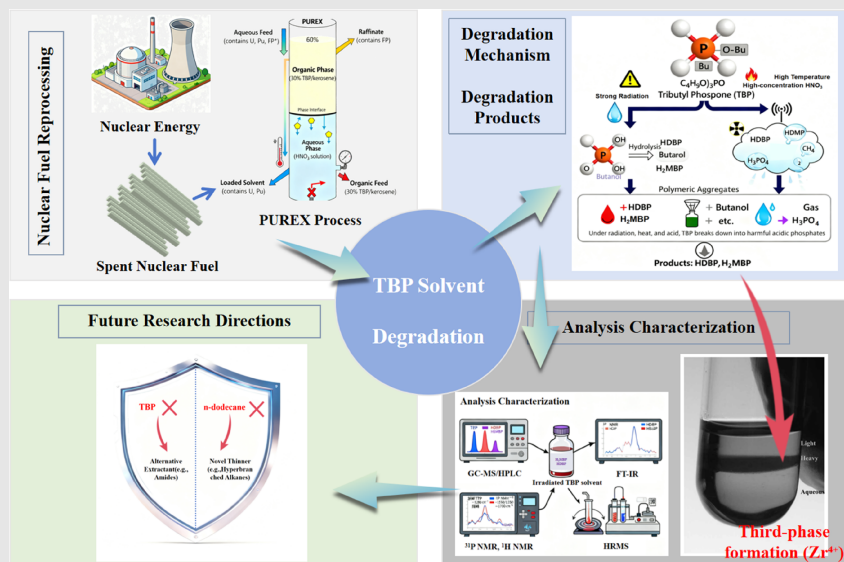 Nuclear Fuel Reprocessing
Nuclear Energy
Spent Nuclear Fuel
PUREX
Aqueous Feed
(contains U, Pu, FP⁺)
60%
Raffinate
(contains FP)
Organic Phase
(30% TBP/kerosene)
Phase Interface
Aqueous
Phase
(HNO₃ solution)
Loaded Solvent
(contains U, Pu)
Organic Feed
(30% TBP/kerosene)
PUREX Process
TBP Solvent
Degradation
Degradation
Mechanism
Degradation
Products
P
O-Bu
Bu
C₄H₉O)₃PO
Tributyl Phospone (TBP)
Strong Radiation
High Temperature
High-concentration HNO₃
OH
P
O
OH
Butanol
Hydrolysis
HDBP
Butarol
H₂MBP
HDBP
HDMP
CH₄
H₃PO₄
2
Polymeric Aggregates
+HDBP
H₂MBP
+ Butanol
+ etc.
Gas
→ H₃PO₄
Under radiation, heat, and acid, TBP breaks down into harmful acidic phosphates
Products: HDBP, H₂MBP
Future Research Directions
TBP
n-dodecane
Alternative
Extractant(e.g.,
Amides)
Novel Thinner
(e.g.,Hyperbran
ched Alkanes)
Analysis Characterization
Analysis Characterization
GC-MS/HPLC
FT-IR
Irradiated TBP solvent
³¹P NMR, ¹H NMR
HRMS
Light
Heavy
Aqueous
Third-phase
formation (Zr⁴⁺)